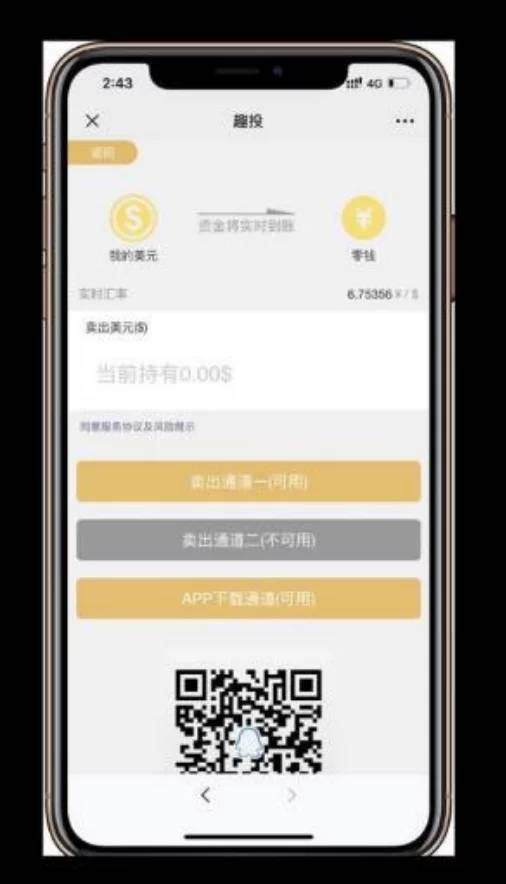 2:43
4G
趣投
返回
资金将实时到账
我的美元
零钱
实时汇率
6.75356 ¥ / $
卖出美元($)
当前持有0.00$
同意服务协议及风险提示
卖出通道一(可用)
卖出通道二(不可用)
APP下载通道(可用)